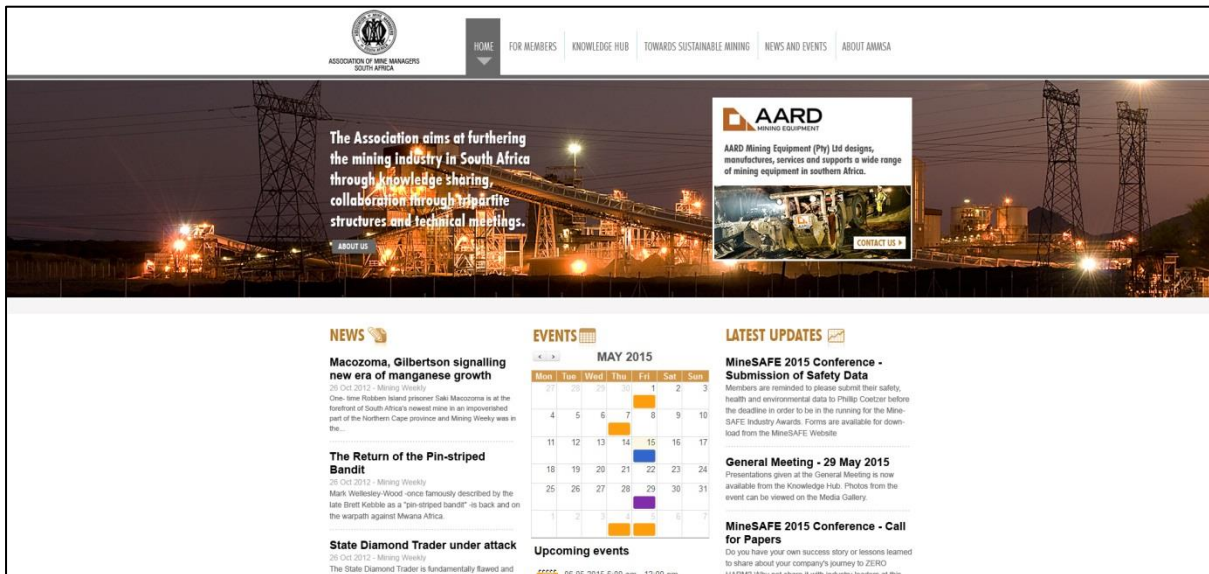 ASSOCIATION OF MINE MANAGERS
SOUTH AFRICA
HOME
FOR MEMBERS
KNOWLEDGE HUB
TOWARDS SUSTAINABLE MINING
NEWS AND EVENTS
ABOUT AMMSA
The Association aims at furthering
the mining industry in South Africa
through knowledge sharing,
collaboration through tripartite
structures and technical meetings.
ABOUT US
AARD
MINING EQUIPMENT
AARD Mining Equipment (Pty) Ltd designs,
manufactures, services and supports a wide range
of mining equipment in southern Africa.
CONTACT US
NEWS
Macozoma, Gilbertson signalling
new era of manganese growth
26 Oct 2012 - Mining Weekly
One- time Robben Island prisoner Saki Macozoma is at the
forefront of South Africa's newest mine in an impoverished
part of the Northern Cape province and Mining Weeky was in
the...
The Return of the Pin-striped
Bandit
26 Oct 2012 - Mining Weekly
Mark Wellesley-Wood -once famously described by the
late Brett Kebble as a "pin-striped bandit" -is back and on
the warpath against Mwana Africa.
State Diamond Trader under attack
26 Oct 2012 - Mining Weekly
The State Diamond Trader is fundamentally flawed and
EVENTS
< >
MAY 2015
Mon Tue Wed Thu Fri Sat Sun
27 28 29 30 1 2 3
4 5 6 7 8 9 10
11 12 13 14 15 16 17
18 19 20 21 22 23 24
25 26 27 28 29 30 31
1 2 3 4 5 6 7
Upcoming events
05.05.2015 5:00 am - 12:00 am
LATEST UPDATES
MineSAFE 2015 Conference -
Submission of Safety Data
Members are reminded to please submit their safety,
health and environmental data to Phillip Coetzer before
the deadline in order to be in the running for the Mine-
SAFE Industry Awards. Forms are available for down-
load from the MineSAFE Website
General Meeting - 29 May 2015
Presentations given at the General Meeting is now
available from the Knowledge Hub. Photos from the
event can be viewed on the Media Gallery.
MineSAFE 2015 Conference - Call
for Papers
Do you have your own success story or lessons learned
to share about your company's journey to ZERO